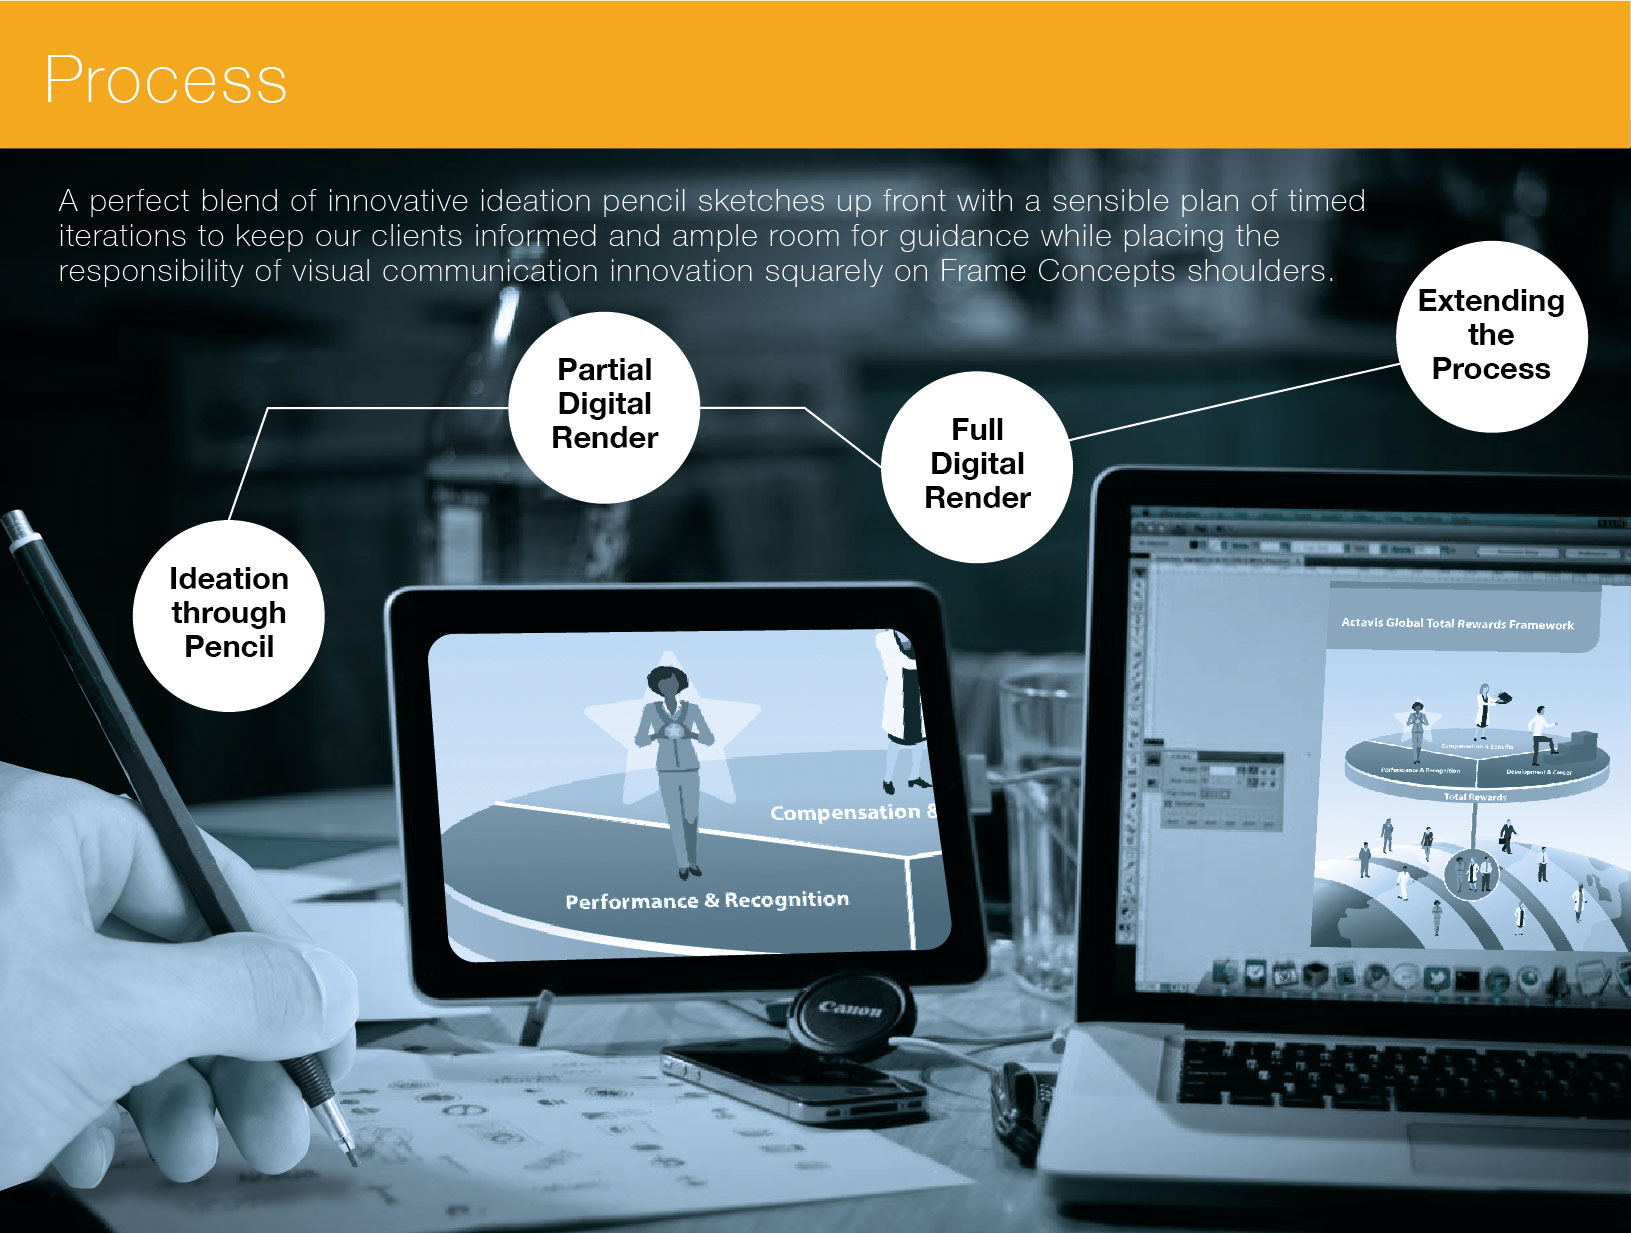 Process
A perfect blend of innovative ideation pencil sketches up front with a sensible plan of timed
iterations to keep our clients informed and ample room for guidance while placing the
responsibility of visual communication innovation squarely on Frame Concepts shoulders.
Ideation
through
Pencil
Partial
Digital
Render
Full
Digital
Render
Extending
the
Process
Compensation &
Performance & Recognition
Canon
Actavis Global Total Rewards Framework
Compensation & Benefits
Performance & Recognition
Development & Career
Total Rewards